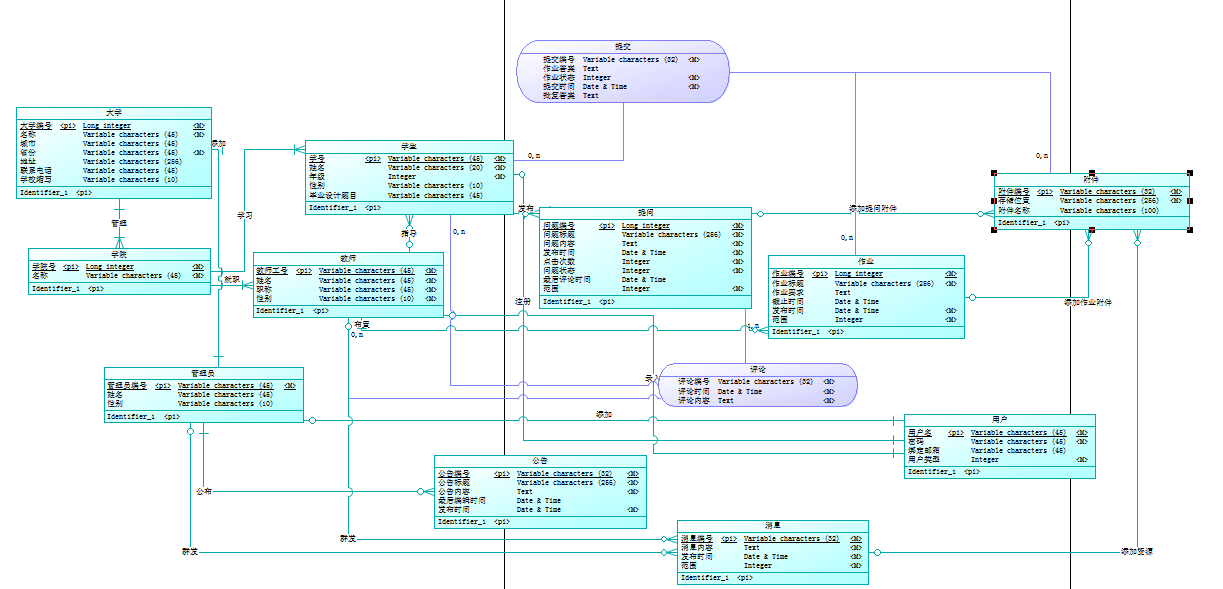 提交
提交编号 Variable characters (32) <M>
作业答案 Text
作业状态 Integer <M>
提交时间 Date & Time <M>
批复答案 Text
大学
大学编号 <pi> Long integer <M>
名称 Variable characters (45) <M>
城市 Variable characters (45)
省份 Variable characters (45) <M>
地址 Variable characters (256)
联系电话 Variable characters (45)
学校缩写 Variable characters (10)
Identifier_1 <pi>
添加
学生
学号 <pi> Variable characters (45) <M>
姓名 Variable characters (20) <M>
年级 Integer <M>
性别 Variable characters (10)
毕业设计题目 Variable characters (45)
Identifier_1 <pi>
0,n
0,n
附件
附件编号 <pi> Variable characters (32) <M>
存储位置 Variable characters (256) <M>
附件名称 Variable characters (100)
Identifier_1 <pi>
管理
学习
指导
0,n
发布
添加提问附件
0,n
提问
问题编号 <pi> Long integer <M>
问题标题 Variable characters (256) <M>
问题内容 Text <M>
发布时间 Date & Time <M>
点击次数 Integer <M>
问题状态 Integer <M>
最后评论时间 Date & Time
范围 Integer <M>
Identifier_1 <pi>
学院
学院号 <pi> Long integer <M>
名称 Variable characters (45) <M>
Identifier_1 <pi>
就职
教师
教师工号 <pi> Variable characters (45) <M>
姓名 Variable characters (45) <M>
职称 Variable characters (45) <M>
性别 Variable characters (10) <M>
Identifier_1 <pi>
作业
作业编号 <pi> Long integer <M>
作业标题 Variable characters (256) <M>
作业要求 Text
截止时间 Date & Time
发布时间 Date & Time <M>
范围 Integer <M>
Identifier_1 <pi>
注册
添加作业附件
布置
0,n
1,n
管理员
管理员编号 <pi> Variable characters (45) <M>
姓名 Variable characters (45)
性别 Variable characters (10)
Identifier_1 <pi>
录入
评论
评论编号 Variable characters (32) <M>
评论时间 Date & Time <M>
评论内容 Text <M>
添加
用户
用户名 <pi> Variable characters (45) <M>
密码 Variable characters (45) <M>
绑定邮箱 Variable characters (45)
用户类型 Integer <M>
Identifier_1 <pi>
公布
公告
公告编号 <pi> Variable characters (32) <M>
公告标题 Variable characters (256) <M>
公告内容 Text <M>
最后编辑时间 Date & Time
发布时间 Date & Time <M>
Identifier_1 <pi>
群发
群发
消息
消息编号 <pi> Variable characters (32) <M>
消息内容 Text <M>
发布时间 Date & Time <M>
范围 Integer <M>
Identifier_1 <pi>
添加资源